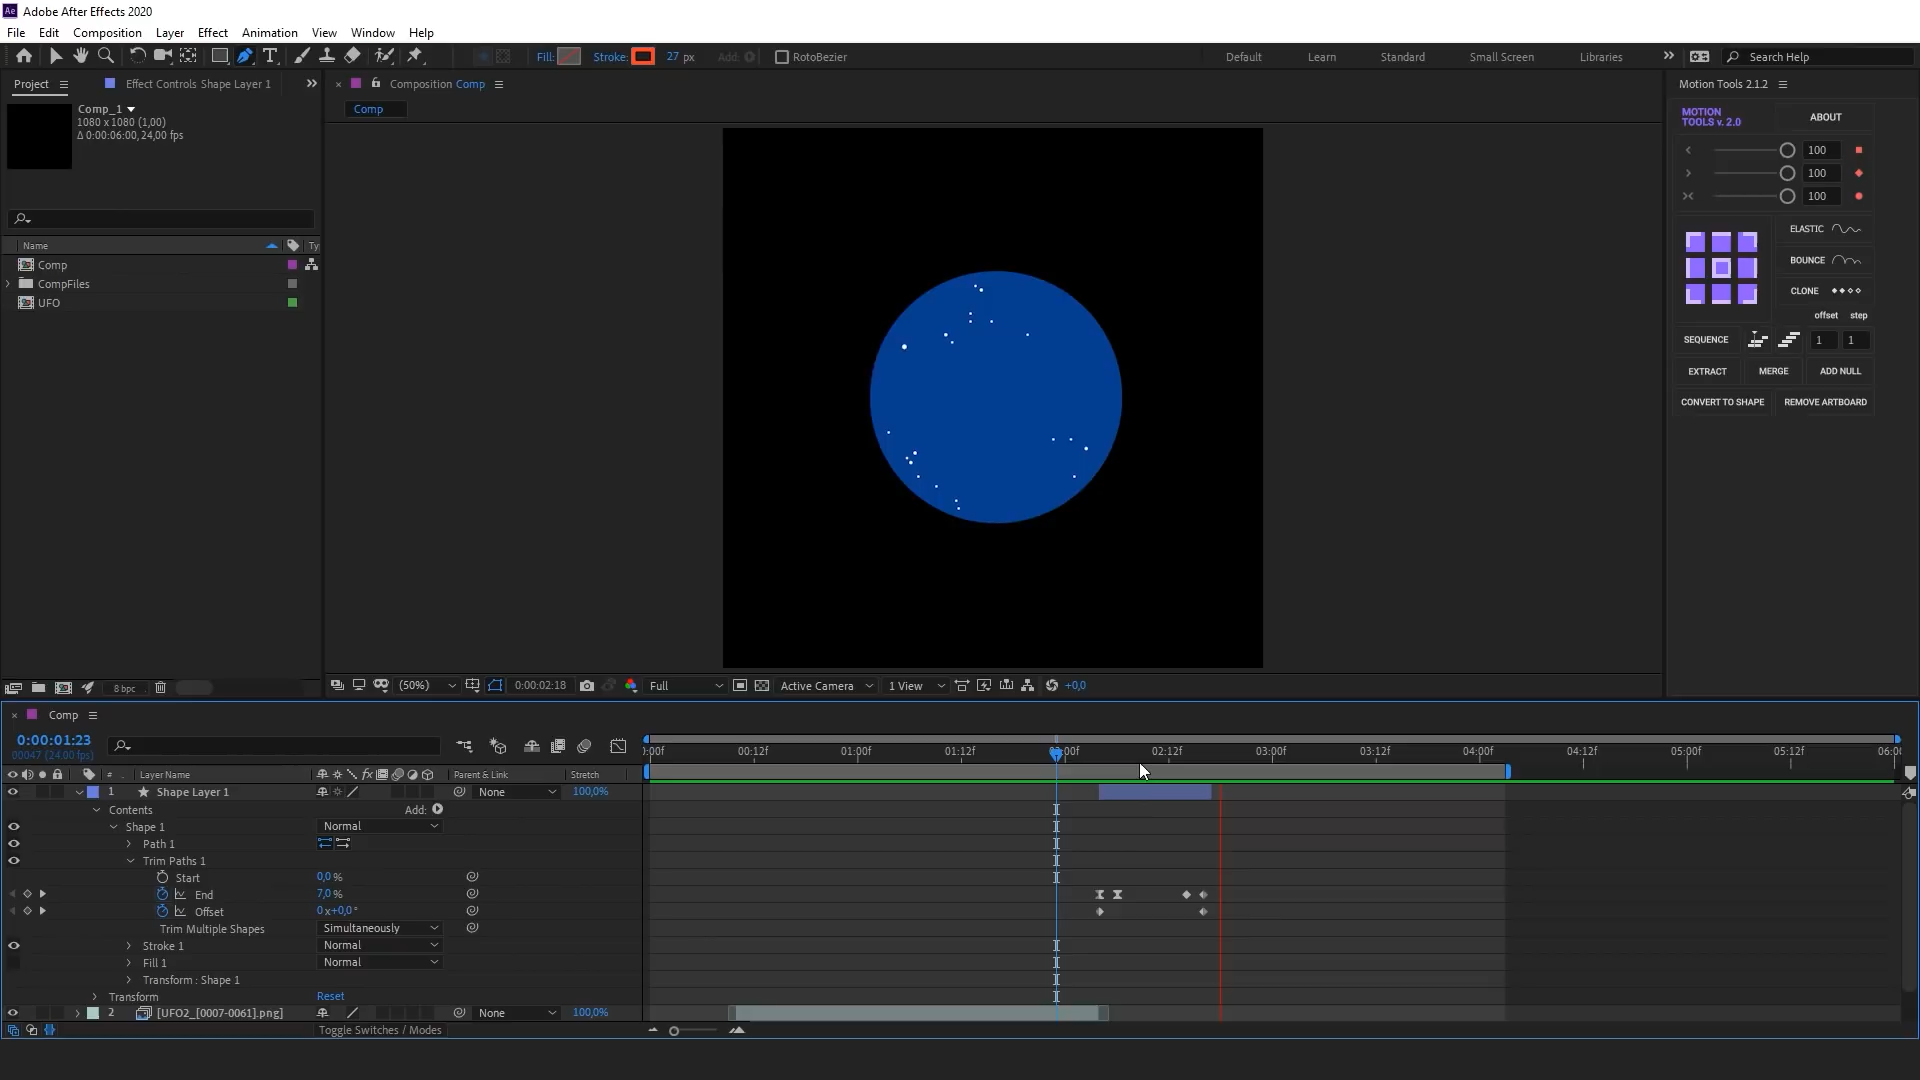 Adobe After Effects 2020
File Edit Composition Layer Effect Animation View Window Help
Fill: Stroke: 27 px Add: RotoBezier Default Learn Standard Small Screen Libraries Search Help
Project Effect Controls Shape Layer 1
Composition Comp
Motion Tools 2.1.2
Comp_1
1080 x 1080 (1,00)
Δ 0:00:06:00, 24,00 fps
Comp
MOTION
TOOLS v. 2.0
ABOUT
100
100
100
Name Ty
Comp
CompFiles
UFO
ELASTIC
BOUNCE
CLONE
offset step
SEQUENCE 1 1
EXTRACT MERGE ADD NULL
CONVERT TO SHAPE REMOVE ARTBOARD
8 bpc
(50%) 0:00:02:18 Full Active Camera 1 View +0,0
Comp
0:00:01:23
00047 (24.00 fps)
:00f 00:12f 01:00f 01:12f 02:00f 02:12f 03:00f 03:12f 04:00f 04:12f 05:00f 05:12f 06:00
# Layer Name fx Parent & Link Stretch
1 Shape Layer 1 None 100,0%
Contents Add:
Shape 1 Normal
Path 1
Trim Paths 1
Start 0,0 %
End 7,0 %
Offset 0 x+0,0 °
Trim Multiple Shapes Simultaneously
Stroke 1 Normal
Fill 1 Normal
Transform : Shape 1
Transform Reset
2 [UFO2_[0007-0061].png] None 100,0%
Toggle Switches / Modes